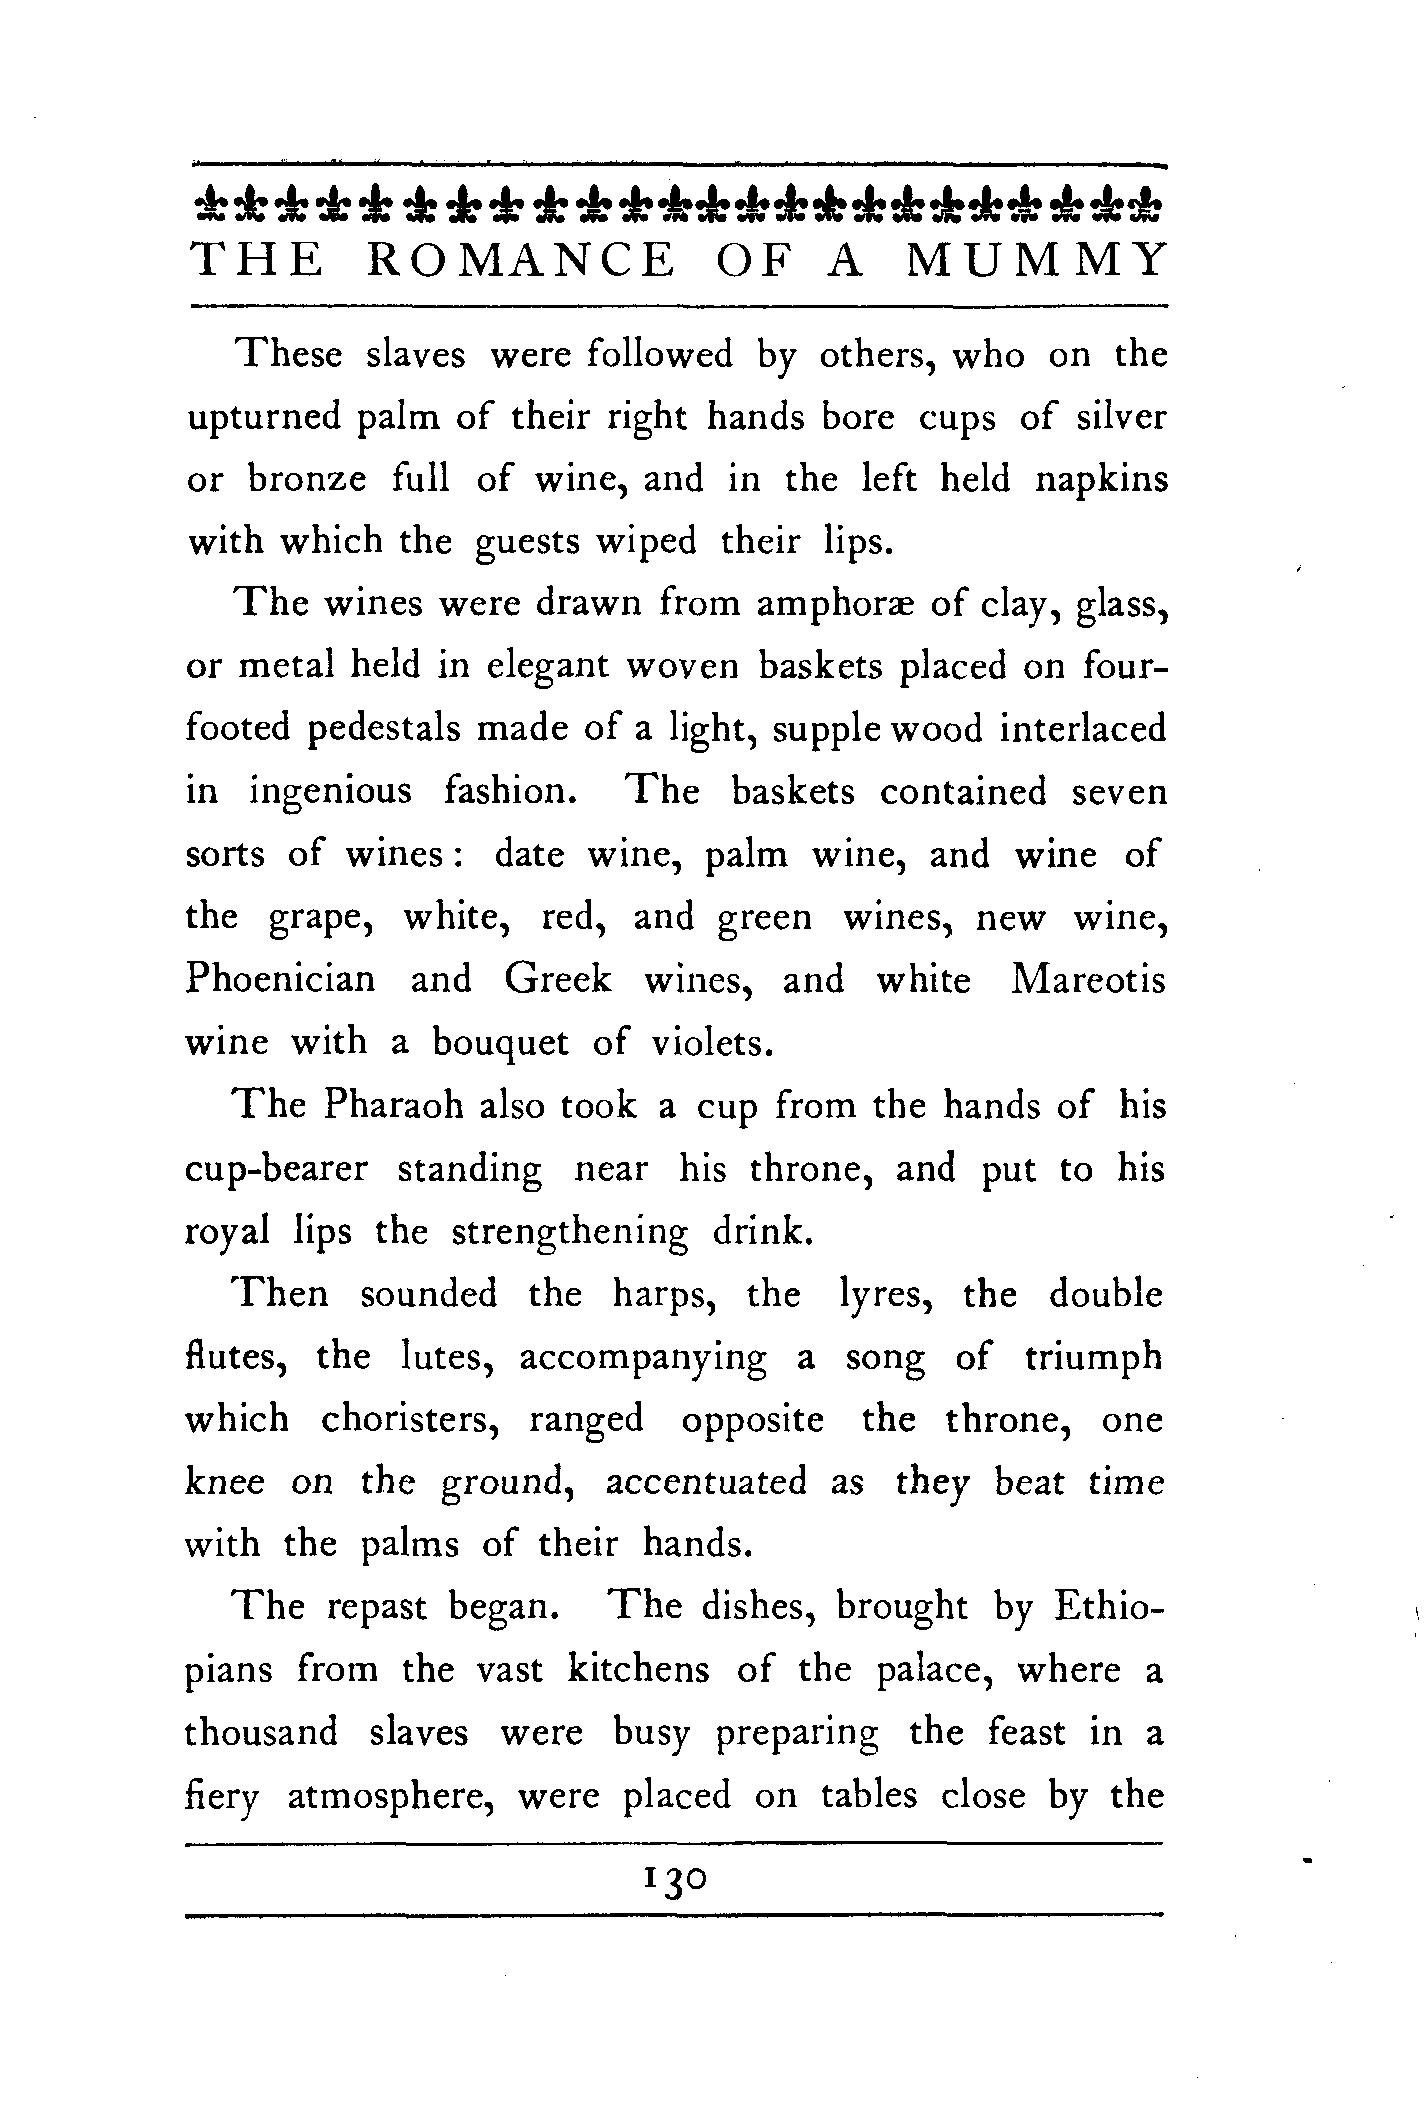 THE ROMANCE OF A MUMMY
These slaves were followed by others, who on the
upturned palm of their right hands bore cups of silver
or bronze full of wine, and in the left held napkins
with which the guests wiped their lips.
The wines were drawn from amphoræ of clay, glass,
or metal held in elegant woven baskets placed on four-
footed pedestals made of a light, supple wood interlaced
in ingenious fashion. The baskets contained seven
sorts of wines : date wine, palm wine, and wine of
the grape, white, red, and green wines, new wine,
Phoenician and Greek wines, and white Mareotis
wine with a bouquet of violets.
The Pharaoh also took a cup from the hands of his
cup-bearer standing near his throne, and put to his
royal lips the strengthening drink.
Then sounded the harps, the lyres, the double
flutes, the lutes, accompanying a song of triumph
which choristers, ranged opposite the throne, one
knee on the ground, accentuated as they beat time
with the palms of their hands.
The repast began. The dishes, brought by Ethio-
pians from the vast kitchens of the palace, where a
thousand slaves were busy preparing the feast in a
fiery atmosphere, were placed on tables close by the
130